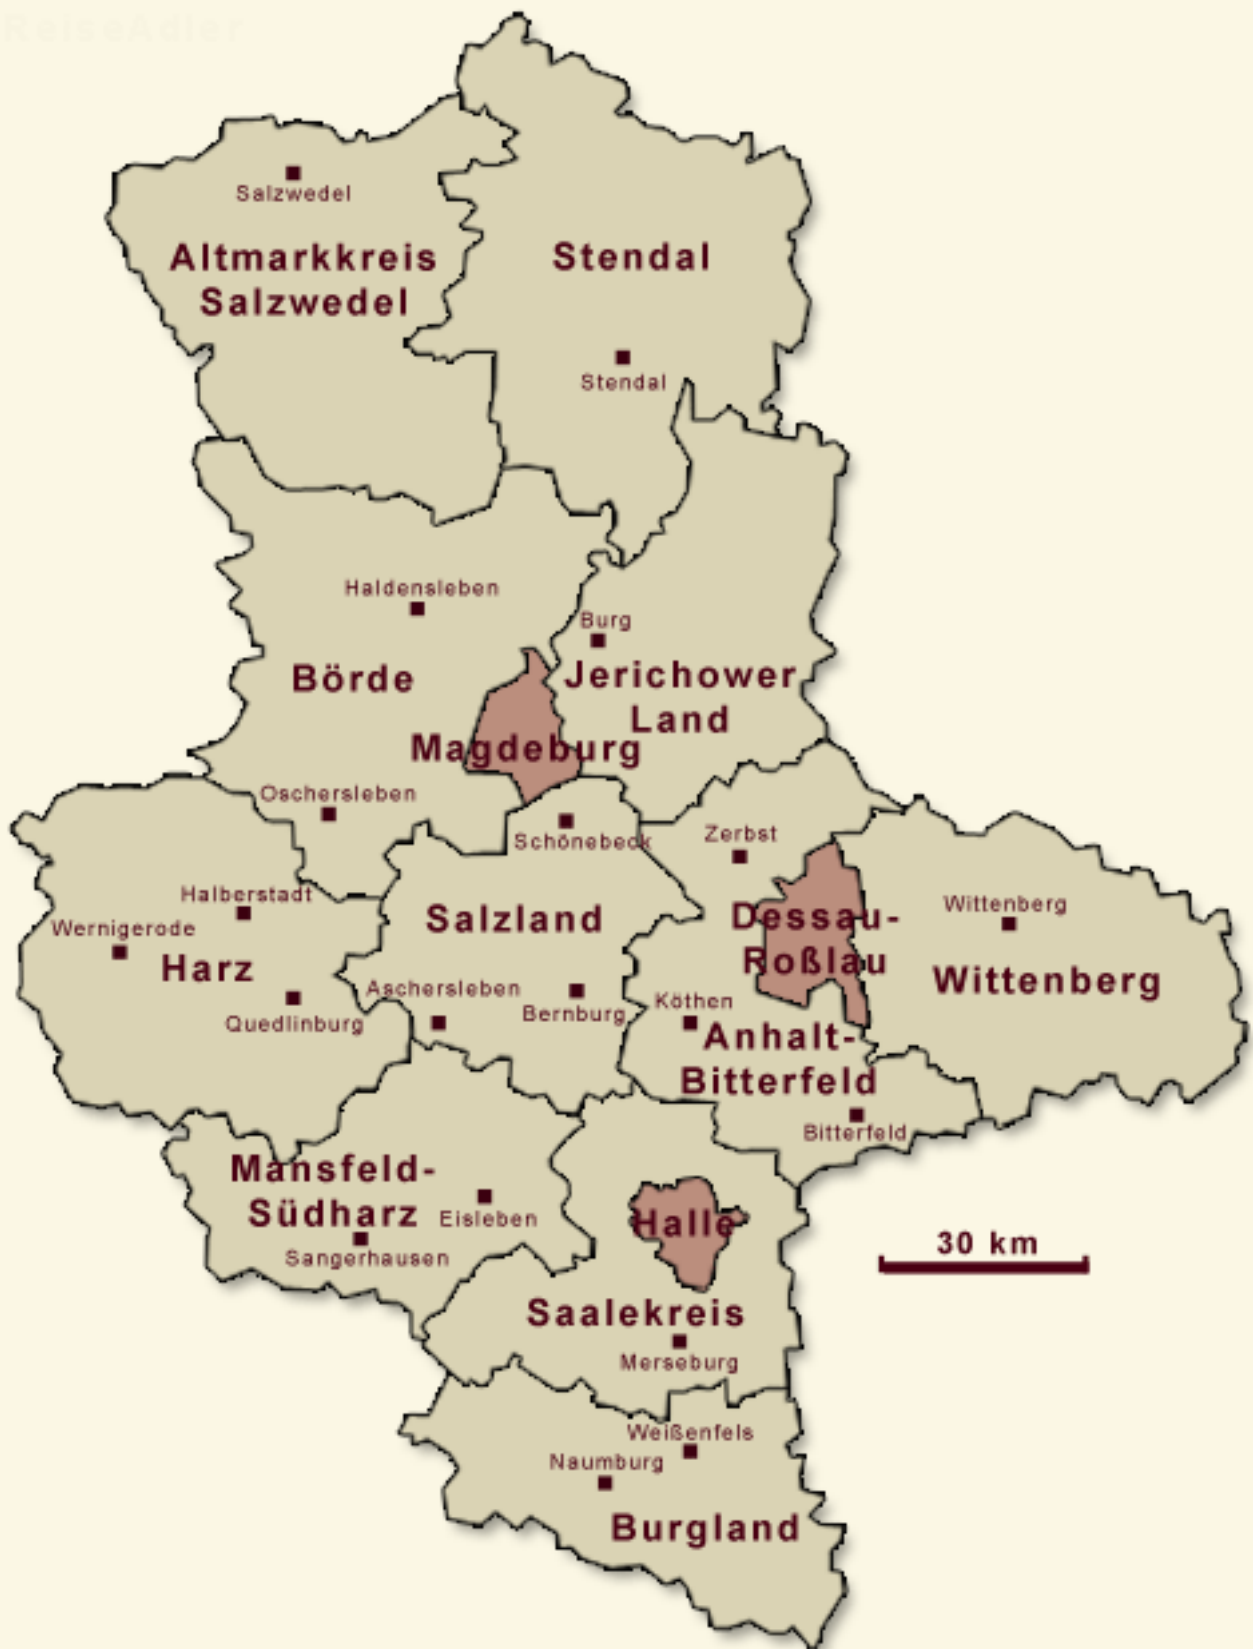 ReiseAdler
Salzwedel
Altmarkkreis
Salzwedel
Stendal
Stendal
Haldensleben
Burg
Börde
Jerichower
Land
Magdeburg
Oschersleben
Schönebeck
Zerbst
Halberstadt
Wernigerode
Harz
Quedlinburg
Salzland
Aschersleben
Bernburg
Dessau-
Roßlau
Wittenberg
Wittenberg
Köthen
Anhalt-
Bitterfeld
Bitterfeld
Mansfeld-
Südharz
Eisleben
Sangerhausen
Halle
30 km
Saalekreis
Merseburg
Weißenfels
Naumburg
Burgland